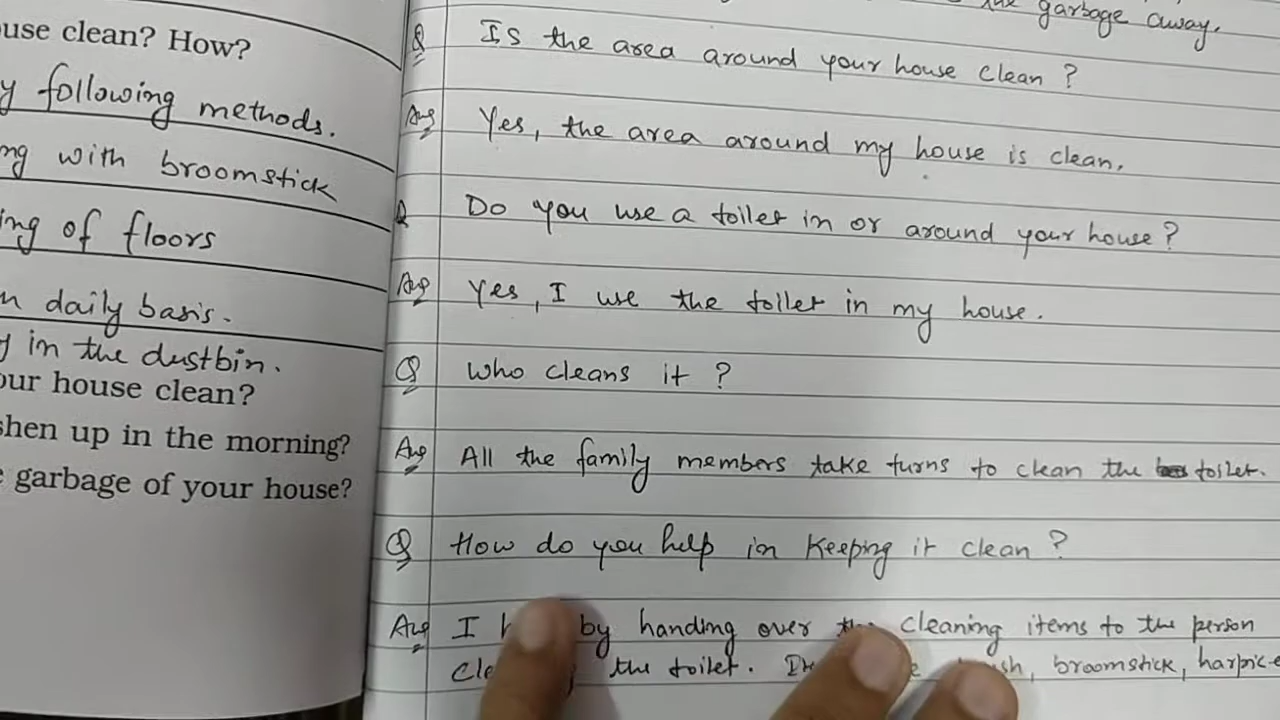 use clean? How?
y following methods.
ng with broomstick
ing of floors
n daily basis.
y in the dustbin.
our house clean?
shen up in the morning?
garbage of your house?
the garbage away.
Q Is the area around your house clean ?
Ans Yes, the area around my house is clean.
Q Do you use a toilet in or around your house ?
Ans Yes, I use the toilet in my house.
Q Who cleans it ?
Ans All the family members take turns to clean the toilet.
Q How do you help in keeping it clean ?
Ans I by handing over the cleaning items to the person
the toilet. broomstick, harpic